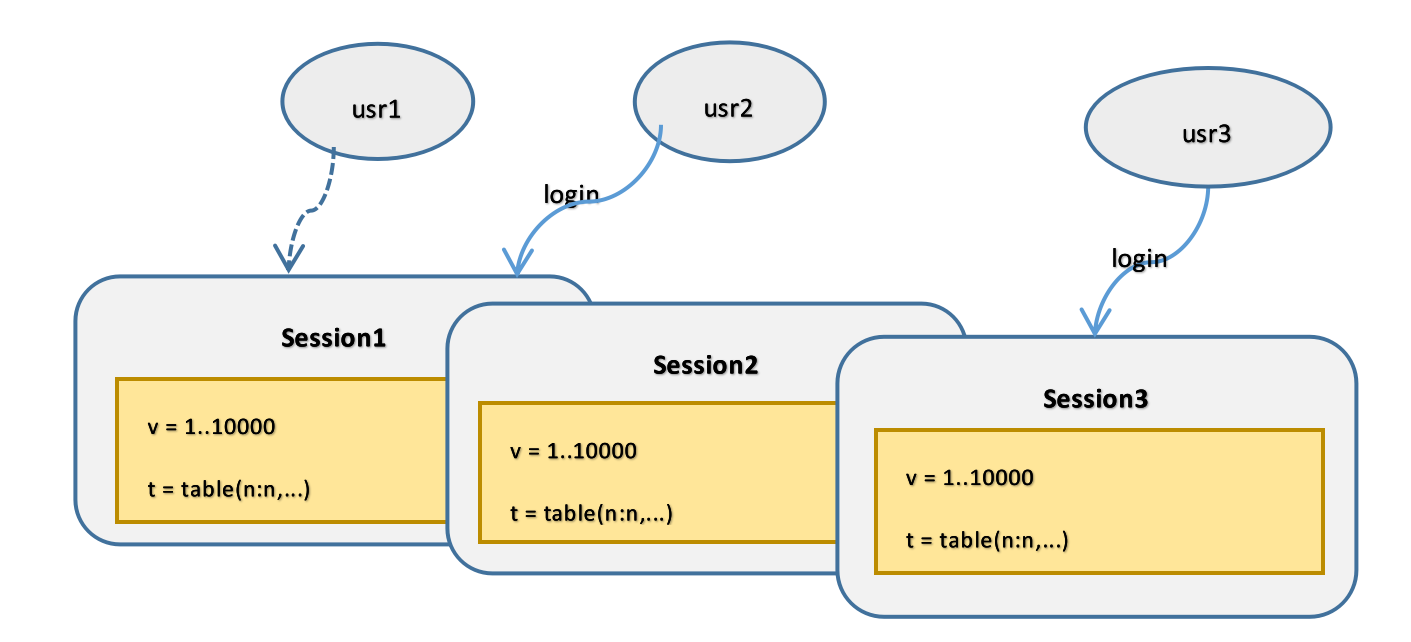 usr1
usr2
usr3
login
login
Session1
v = 1..10000
t = table(n:n,...)
Session2
v = 1..10000
t = table(n:n,...)
Session3
v = 1..10000
t = table(n:n,...)